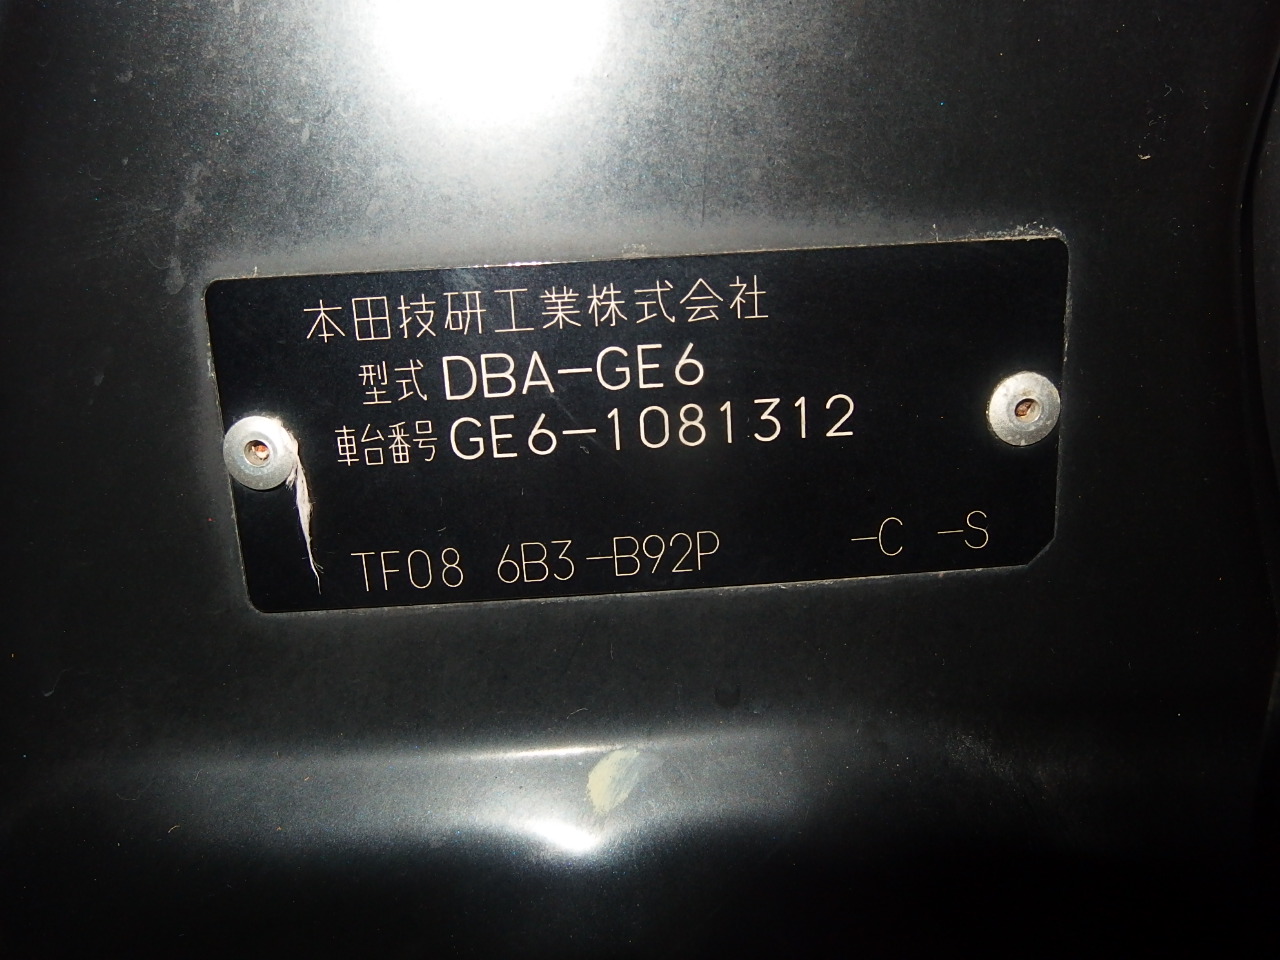 本田技研工業株式会社
型式 DBA-GE6
車台番号 GE6-1081312
TF08 6B3-B92P -C -S